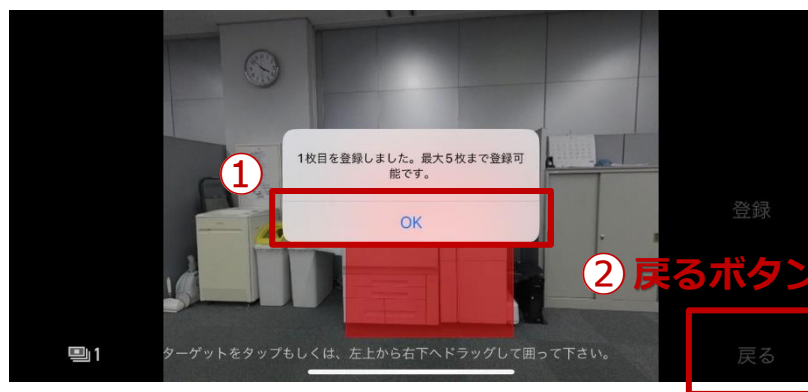 1枚目を登録しました。最大5枚まで登録可
能です。
①
OK
登録
② 戻るボタン
1
ターゲットをタップもしくは、左上から右下へドラッグして囲って下さい。
戻る